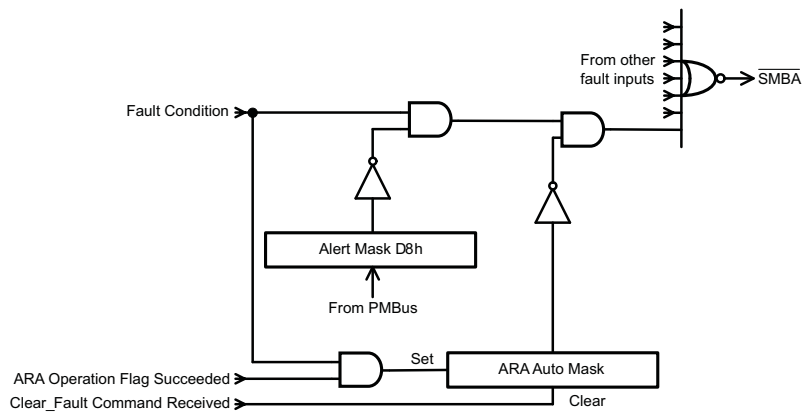 From other
fault inputs
SMBA
Fault Condition
Alert Mask D8h
From PMBus
Set
ARA Auto Mask
ARA Operation Flag Succeeded
Clear_Fault Command Received
Clear